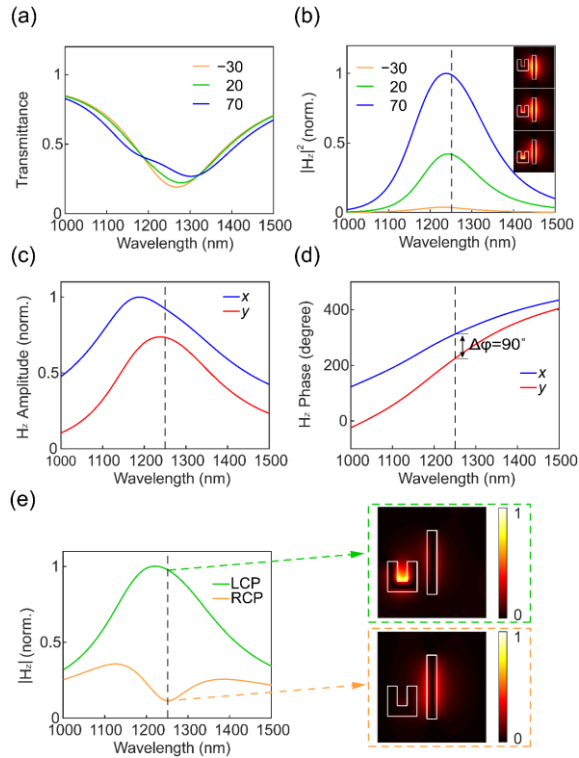 (a)
Transmittance
1
0.5
0
−30
20
70
1000 1100 1200 1300 1400 1500
Wavelength (nm)
(b)
|Hz|² (norm.)
1
0.5
0
−30
20
70
1000 1100 1200 1300 1400 1500
Wavelength (nm)
(c)
Hz Amplitude (norm.)
1
0.5
0
x
y
1000 1100 1200 1300 1400 1500
Wavelength (nm)
(d)
Hz Phase (degree)
400
200
0
Δφ=90°
x
y
1000 1100 1200 1300 1400 1500
Wavelength (nm)
(e)
|Hz| (norm.)
1
0.5
0
LCP
RCP
1000 1100 1200 1300 1400 1500
Wavelength (nm)
1
0
1
0